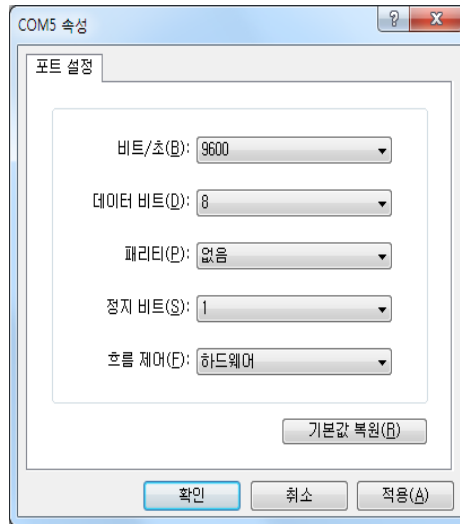 COM5 속성
포트 설정
비트/초(B): 9600
데이터 비트(D): 8
패리티(P): 없음
정지 비트(S): 1
흐름 제어(F): 하드웨어
기본값 복원(R)
확인 취소 적용(A)